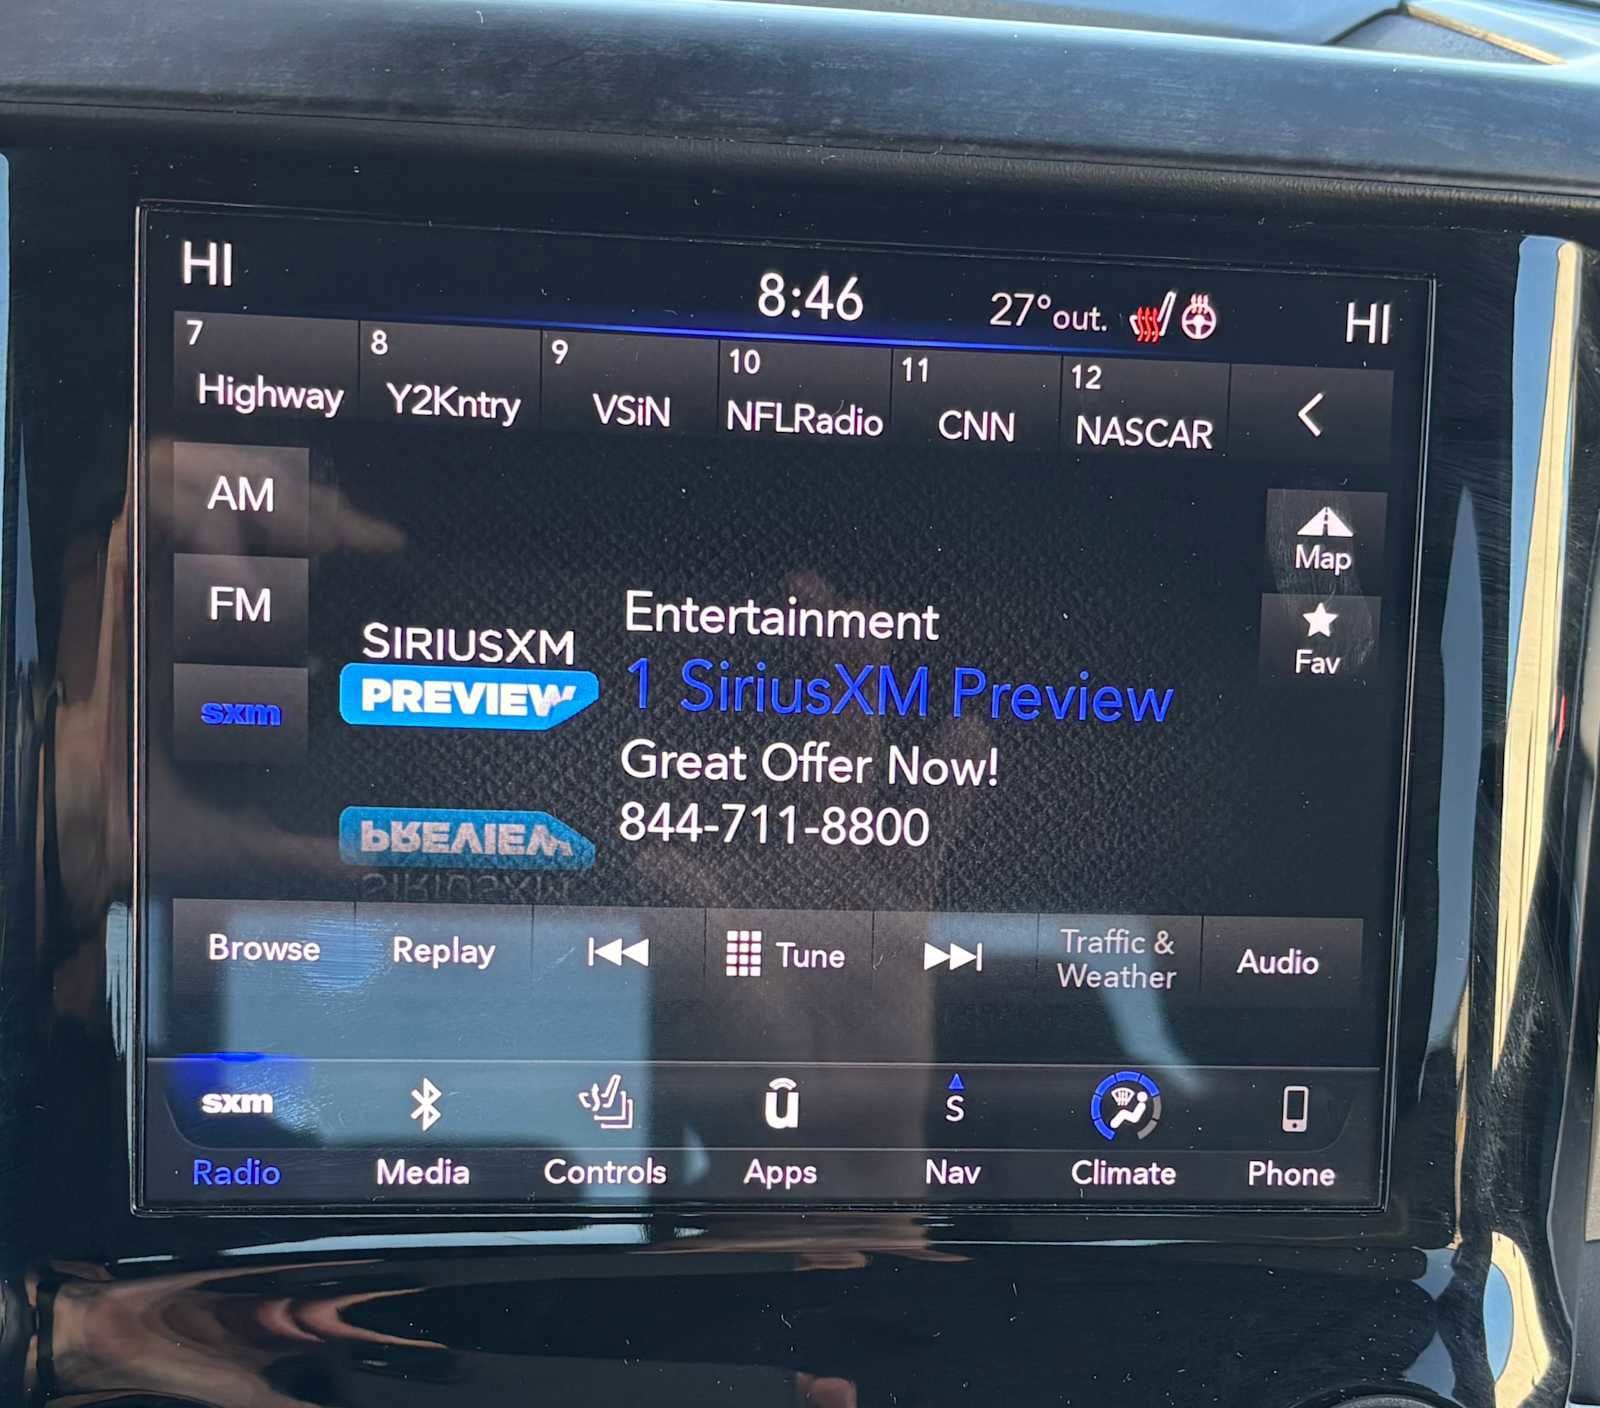 HI
8:46
27° out.
HI
7
Highway
8
Y2Kntry
9
VSiN
10
NFLRadio
11
CNN
12
NASCAR
AM
FM
sxm
Map
Fav
SIRIUSXM
PREVIEW
Entertainment
1 SiriusXM Preview
Great Offer Now!
844-711-8800
PREVIEW
SIRIUSXM
Browse
Replay
Tune
Traffic &
Weather
Audio
sxm
u
S
Radio
Media
Controls
Apps
Nav
Climate
Phone